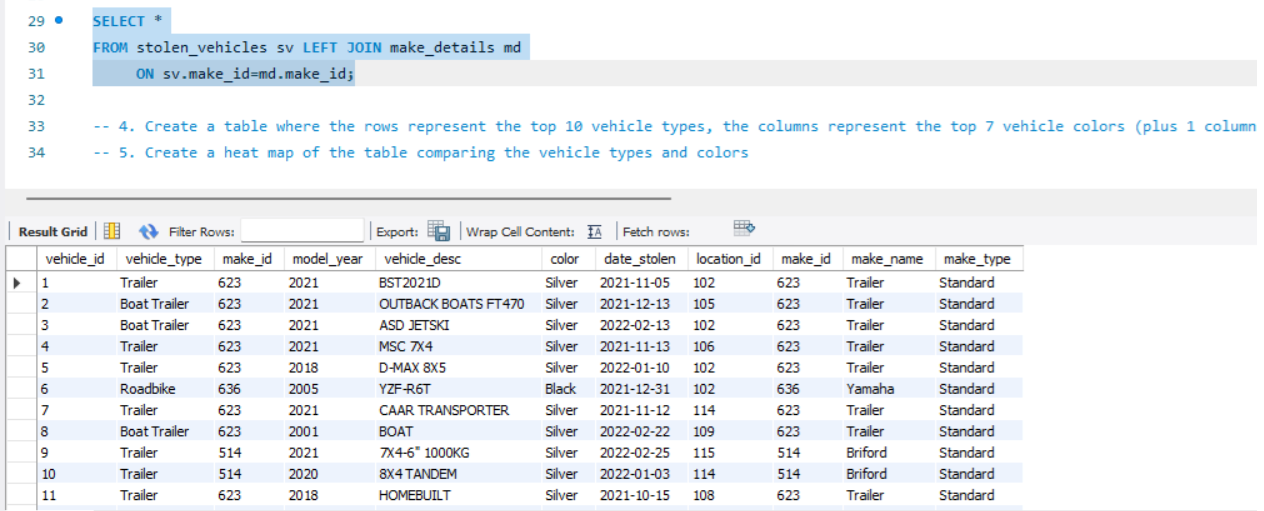 29 SELECT *
30 FROM stolen_vehicles sv LEFT JOIN make_details md
31 ON sv.make_id=md.make_id;
32
33 -- 4. Create a table where the rows represent the top 10 vehicle types, the columns represent the top 7 vehicle colors (plus 1 column
34 -- 5. Create a heat map of the table comparing the vehicle types and colors
Result Grid Filter Rows: Export: Wrap Cell Content: Fetch rows:
vehicle_id vehicle_type make_id model_year vehicle_desc color date_stolen location_id make_id make_name make_type
1 Trailer 623 2021 BST2021D Silver 2021-11-05 102 623 Trailer Standard
2 Boat Trailer 623 2021 OUTBACK BOATS FT470 Silver 2021-12-13 105 623 Trailer Standard
3 Boat Trailer 623 2021 ASD JETSKI Silver 2022-02-13 102 623 Trailer Standard
4 Trailer 623 2021 MSC 7X4 Silver 2021-11-13 106 623 Trailer Standard
5 Trailer 623 2018 D-MAX 8X5 Silver 2022-01-10 102 623 Trailer Standard
6 Roadbike 636 2005 YZF-R6T Black 2021-12-31 102 636 Yamaha Standard
7 Trailer 623 2021 CAAR TRANSPORTER Silver 2021-11-12 114 623 Trailer Standard
8 Boat Trailer 623 2001 BOAT Silver 2022-02-22 109 623 Trailer Standard
9 Trailer 514 2021 7X4-6" 1000KG Silver 2022-02-25 115 514 Briford Standard
10 Trailer 514 2020 8X4 TANDEM Silver 2022-01-03 114 514 Briford Standard
11 Trailer 623 2018 HOMEBUILT Silver 2021-10-15 108 623 Trailer Standard